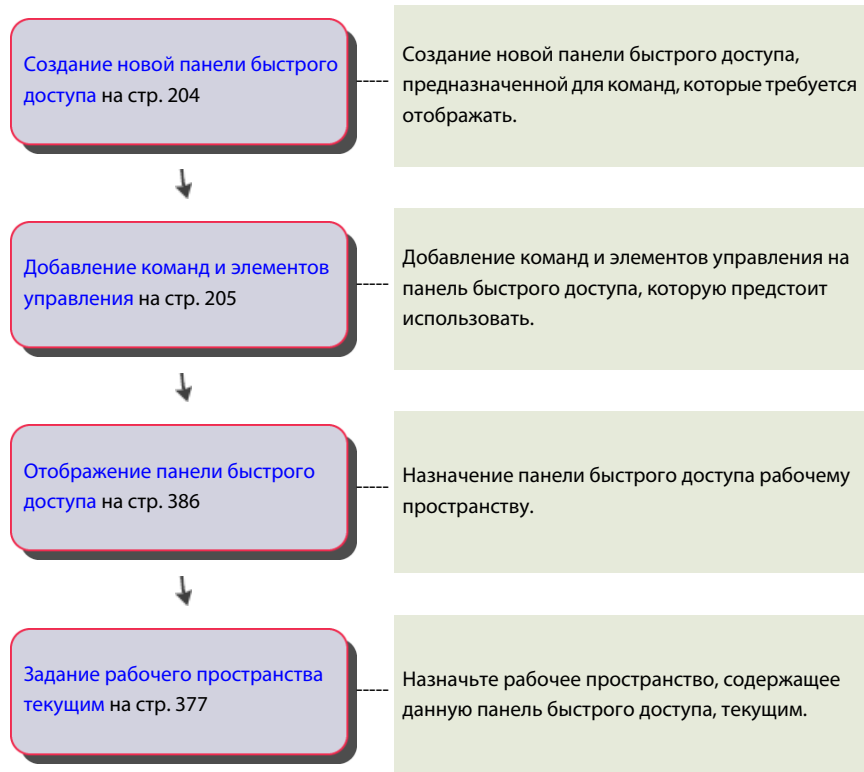 Создание новой панели быстрого
доступа на стр. 204
Создание новой панели быстрого доступа,
предназначенной для команд, которые требуется
отображать.
Добавление команд и элементов
управления на стр. 205
Добавление команд и элементов управления на
панель быстрого доступа, которую предстоит
использовать.
Отображение панели быстрого
доступа на стр. 386
Назначение панели быстрого доступа рабочему
пространству.
Задание рабочего пространства
текущим на стр. 377
Назначьте рабочее пространство, содержащее
данную панель быстрого доступа, текущим.